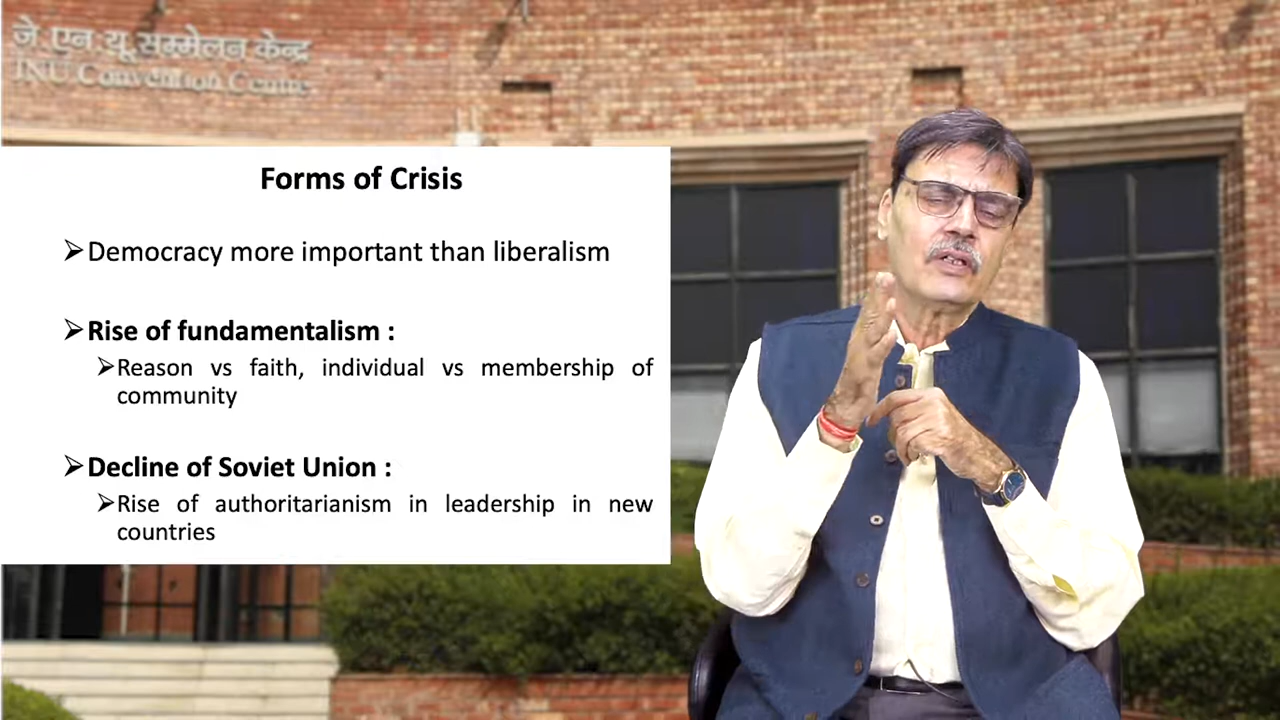 जे.एन.यू.सम्मेलन केन्द्र
JNU Convention Centre
Forms of Crisis
➢Democracy more important than liberalism
➢Rise of fundamentalism :
➢Reason vs faith, individual vs membership of
community
➢Decline of Soviet Union :
➢Rise of authoritarianism in leadership in new
countries